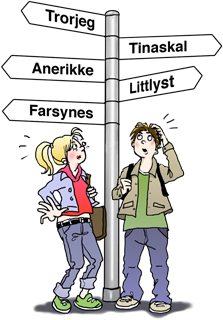 Trorjeg
Tinaskal
Anerikke
Littlyst
Farsynes